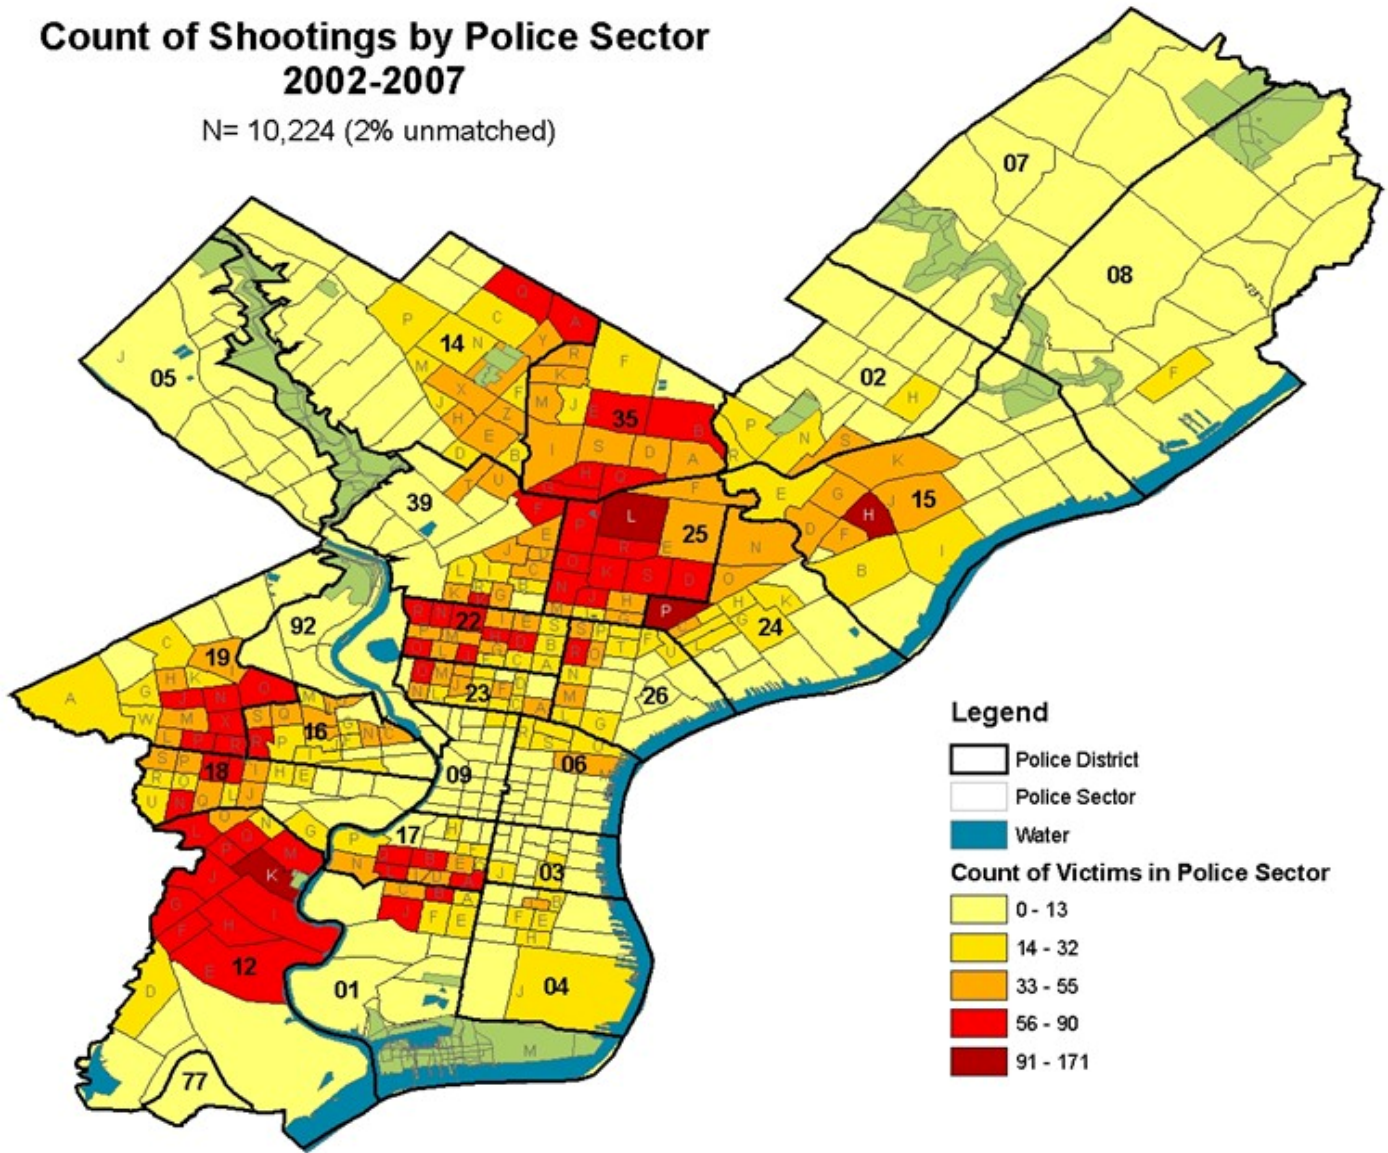 Count of Shootings by Police Sector
2002-2007
N= 10,224 (2% unmatched)
07
08
J
05
Q
A
P
14
N
C
Y
R
F
M
K
X
F
J
M
J
E
35
B
H
Z
E
D
B
I
S
D
A
02
H
F
P
N
R
S
K
T
U
H
Q
F
39
F
P
L
25
E
G
J
15
H
D
F
E
N
I
B
J
E
R
K
S
D
O
L
I
C
B
K
G
N
J
H
P
H
K
24
G
92
22
C
19
H
K
A
G
J
N
O
W
M
X
S
Q
M
16
23
26
L
P
R
R
P
G
N
C
S
P
18
I
H
E
R
O
U
N
O
L
J
09
06
R
S
G
17
H
P
N
B
E
03
J
O
N
G
L
P
O
M
J
K
G
H
I
F
E
12
D
C
J
F
E
A
B
F
E
H
01
J
04
M
77
Legend
Police District
Police Sector
Water
Count of Victims in Police Sector
0 - 13
14 - 32
33 - 55
56 - 90
91 - 171